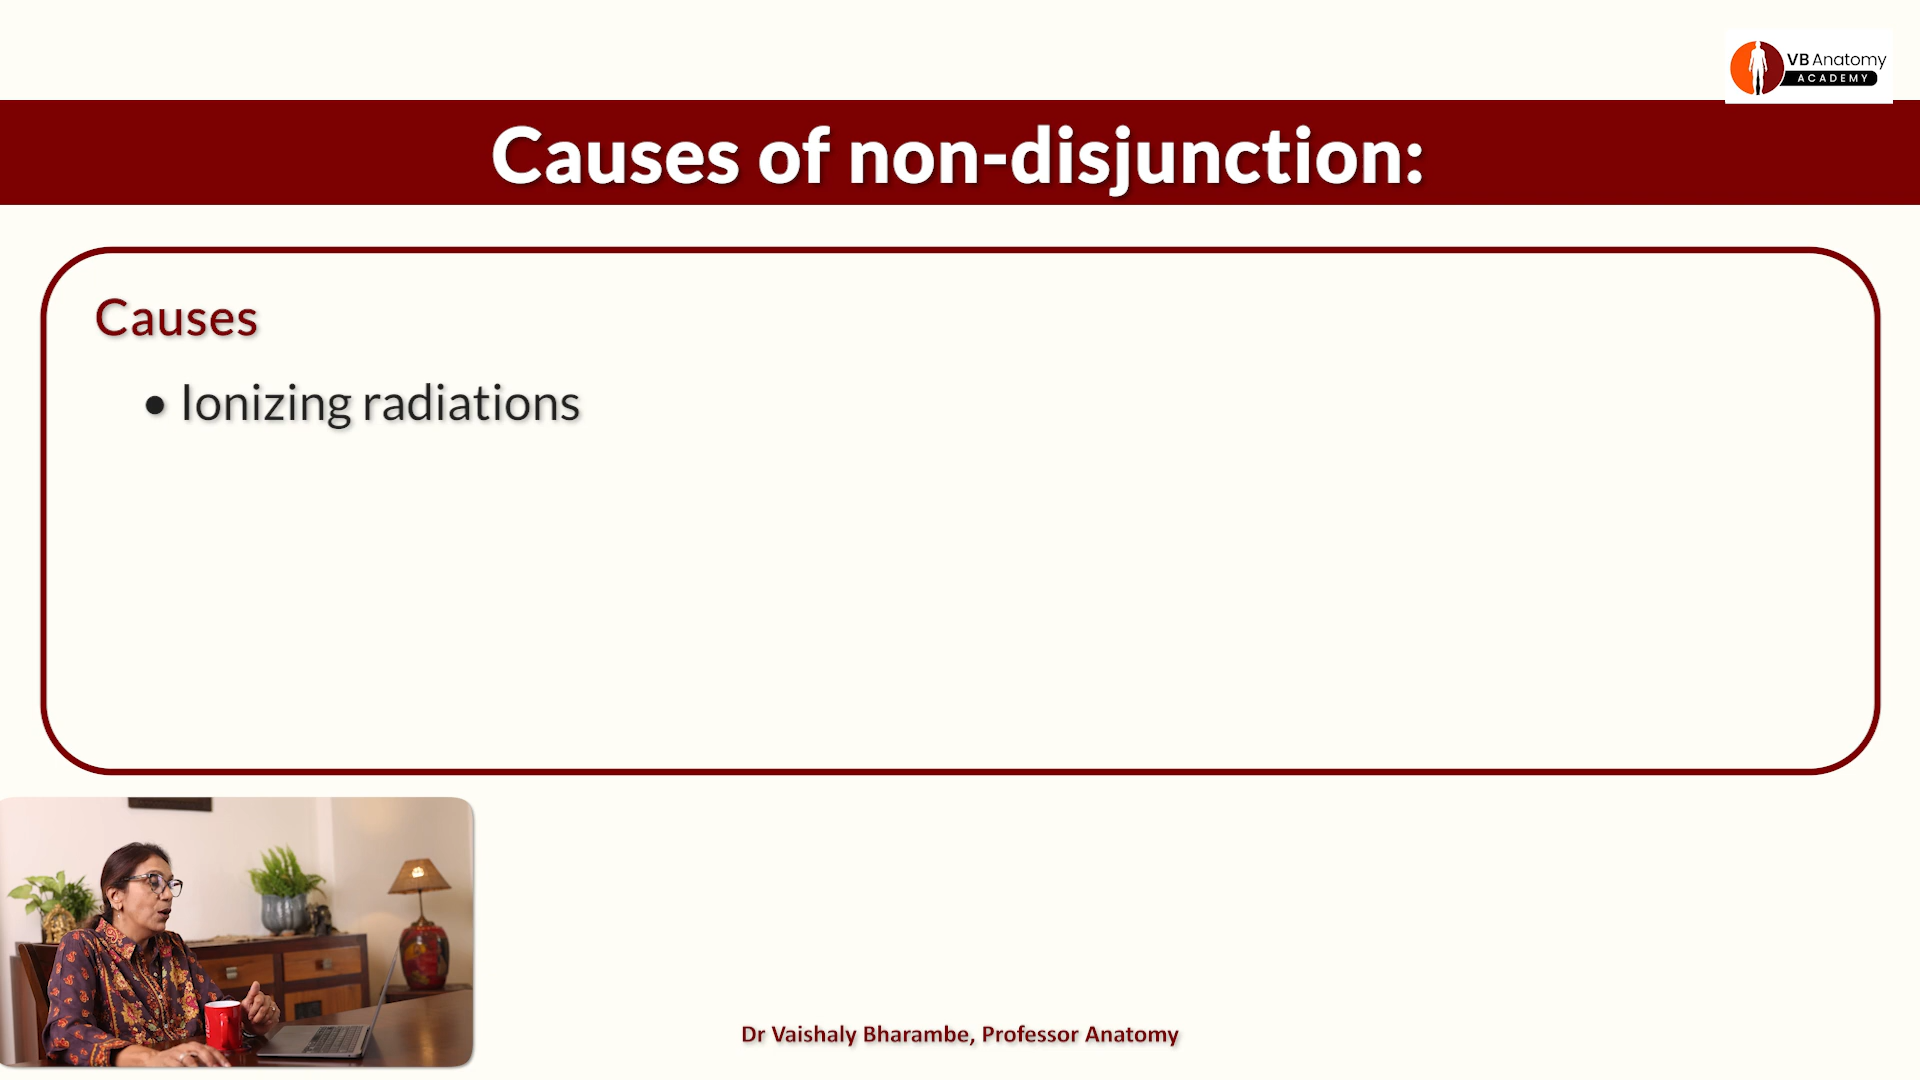 VB Anatomy
ACADEMY
Causes of non-disjunction:
Causes
• Ionizing radiations
Dr Vaishaly Bharambe, Professor Anatomy